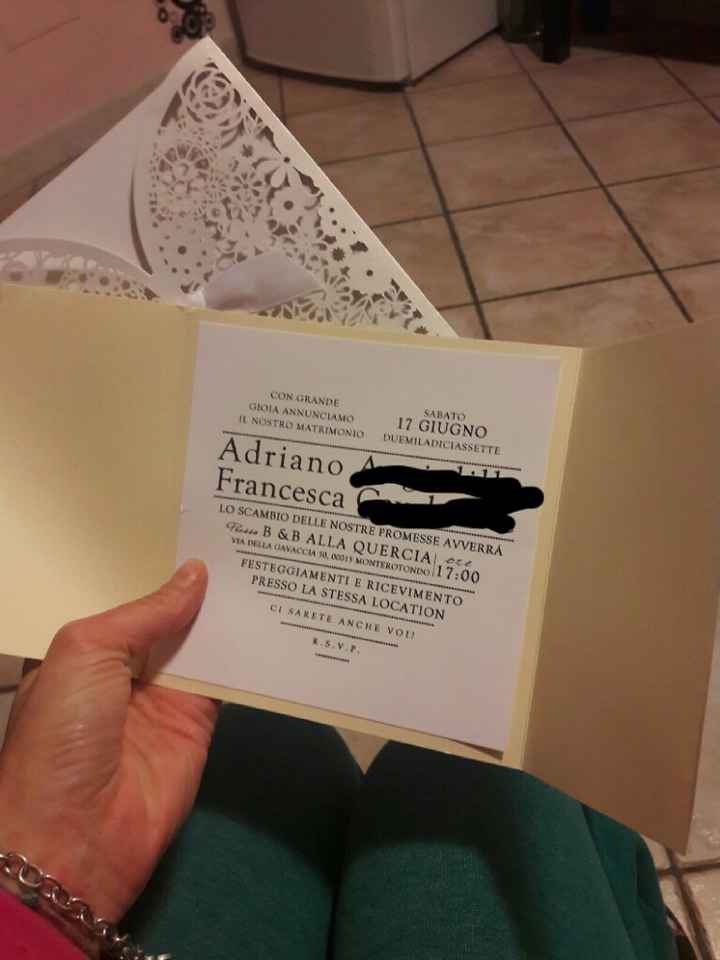 CON GRANDE
GIOIA ANNUNCIAMO
IL NOSTRO MATRIMONIO
SABATO
17 GIUGNO
DUEMILADICIASSETTE
Adriano
Francesca
LO SCAMBIO DELLE NOSTRE PROMESSE AVVERRÁ
Presso B & B ALLA QUERCIA
VIA DELLA GAVACCIA 50, 00015 MONTEROTONDO
ore
17:00
FESTEGGIAMENTI E RICEVIMENTO
PRESSO LA STESSA LOCATION
CI SARETE ANCHE VOI!
R.S.V.P.